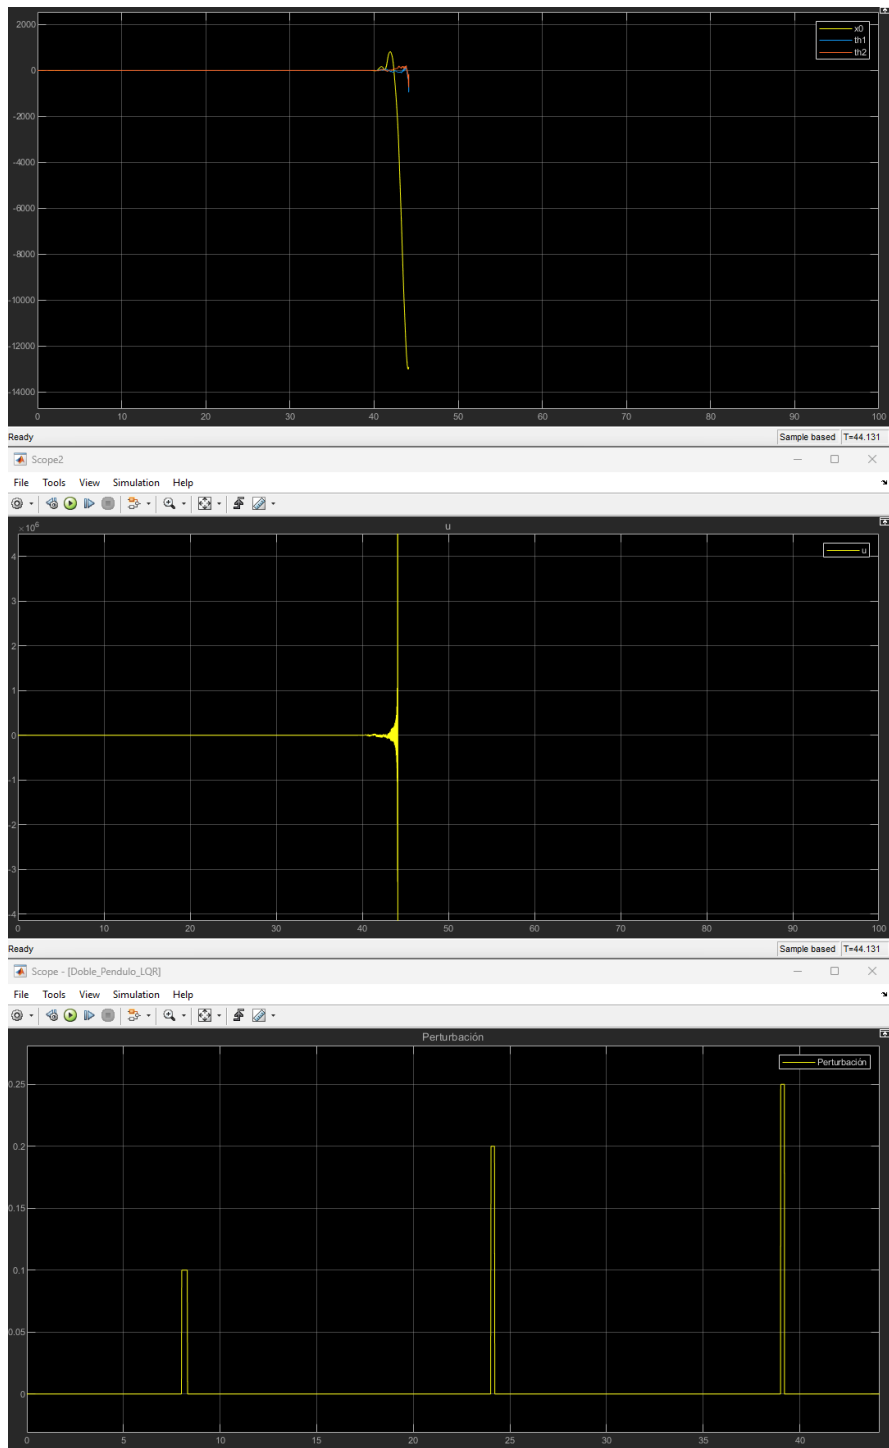 2000
x0
th1
th2
0
-2000
-4000
-6000
-8000
-10000
-12000
-14000
0 10 20 30 40 50 60 70 80 90 100
Ready Sample based T=44.131
Scope2
File Tools View Simulation Help
×10⁶ u
u
4
3
2
1
0
-1
-2
-3
-4
0 10 20 30 40 50 60 70 80 90 100
Ready Sample based T=44.131
Scope - [Doble_Pendulo_LQR]
File Tools View Simulation Help
Perturbación
Perturbación
0.25
0.2
0.15
0.1
0.05
0
0 5 10 15 20 25 30 35 40